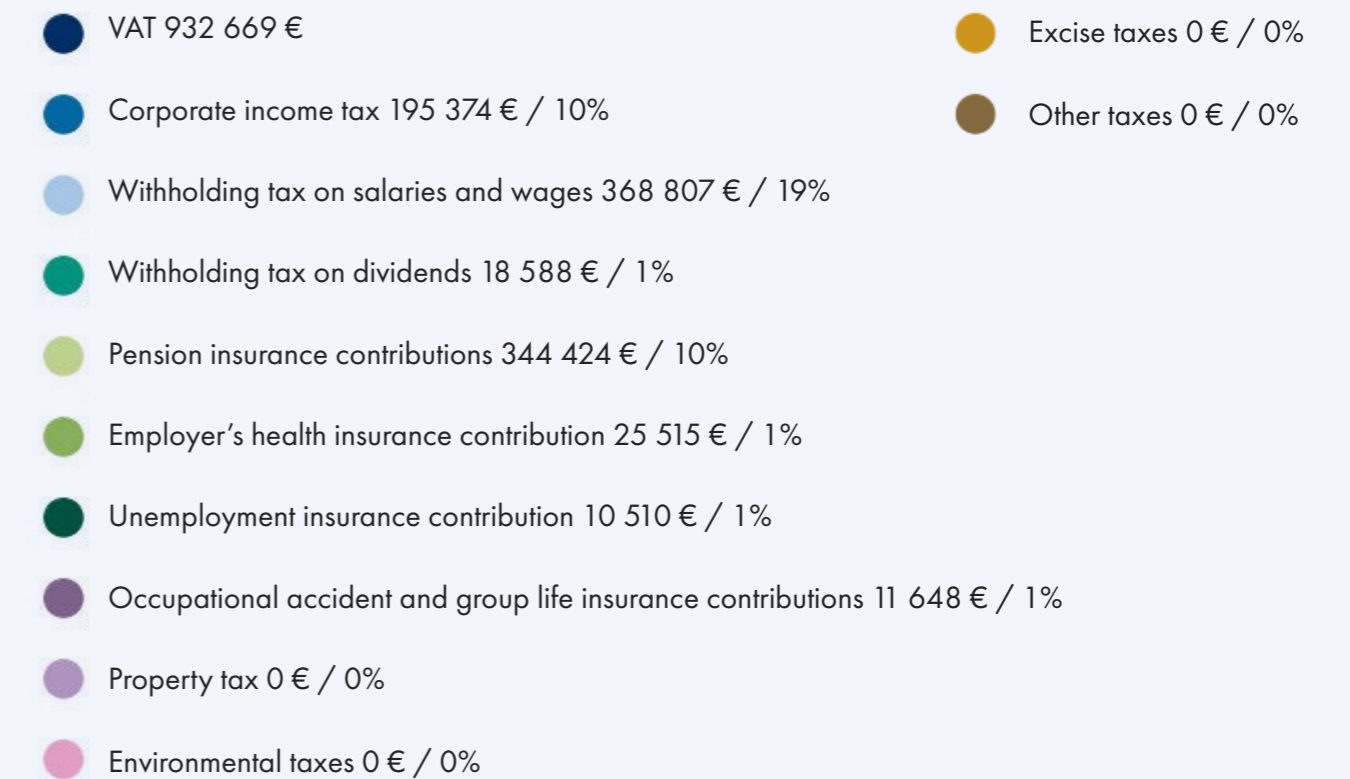 VAT 932 669 €
Corporate income tax 195 374 € / 10%
Withholding tax on salaries and wages 368 807 € / 19%
Withholding tax on dividends 18 588 € / 1%
Pension insurance contributions 344 424 € / 10%
Employer’s health insurance contribution 25 515 € / 1%
Unemployment insurance contribution 10 510 € / 1%
Occupational accident and group life insurance contributions 11 648 € / 1%
Property tax 0 € / 0%
Environmental taxes 0 € / 0%
Excise taxes 0 € / 0%
Other taxes 0 € / 0%